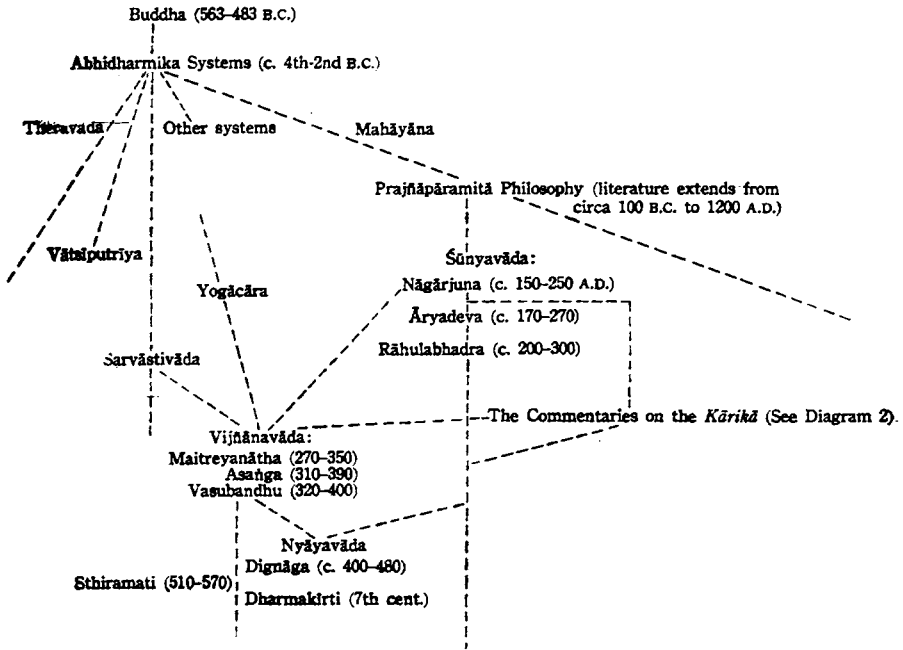 Buddha (563–483 B.C.)
Abhidharmika Systems (c. 4th-2nd B.C.)
Theravāda
Other systems
Mahāyāna
Prajñāpāramitā Philosophy (literature extends from
circa 100 B.C. to 1200 A.D.)
Vātsīputrīya
Śūnyavāda:
Yogācāra
Nāgārjuna (c. 150–250 A.D.)
Āryadeva (c. 170–270)
Rāhulabhadra (c. 200–300)
Sarvāstivāda
The Commentaries on the Kārikā (See Diagram 2).
Vijñānavāda:
Maitreyanātha (270–350)
Asaṅga (310–390)
Vasubandhu (320–400)
Nyāyavāda
Dignāga (c. 400–480)
Sthiramati (510–570)
Dharmakīrti (7th cent.)